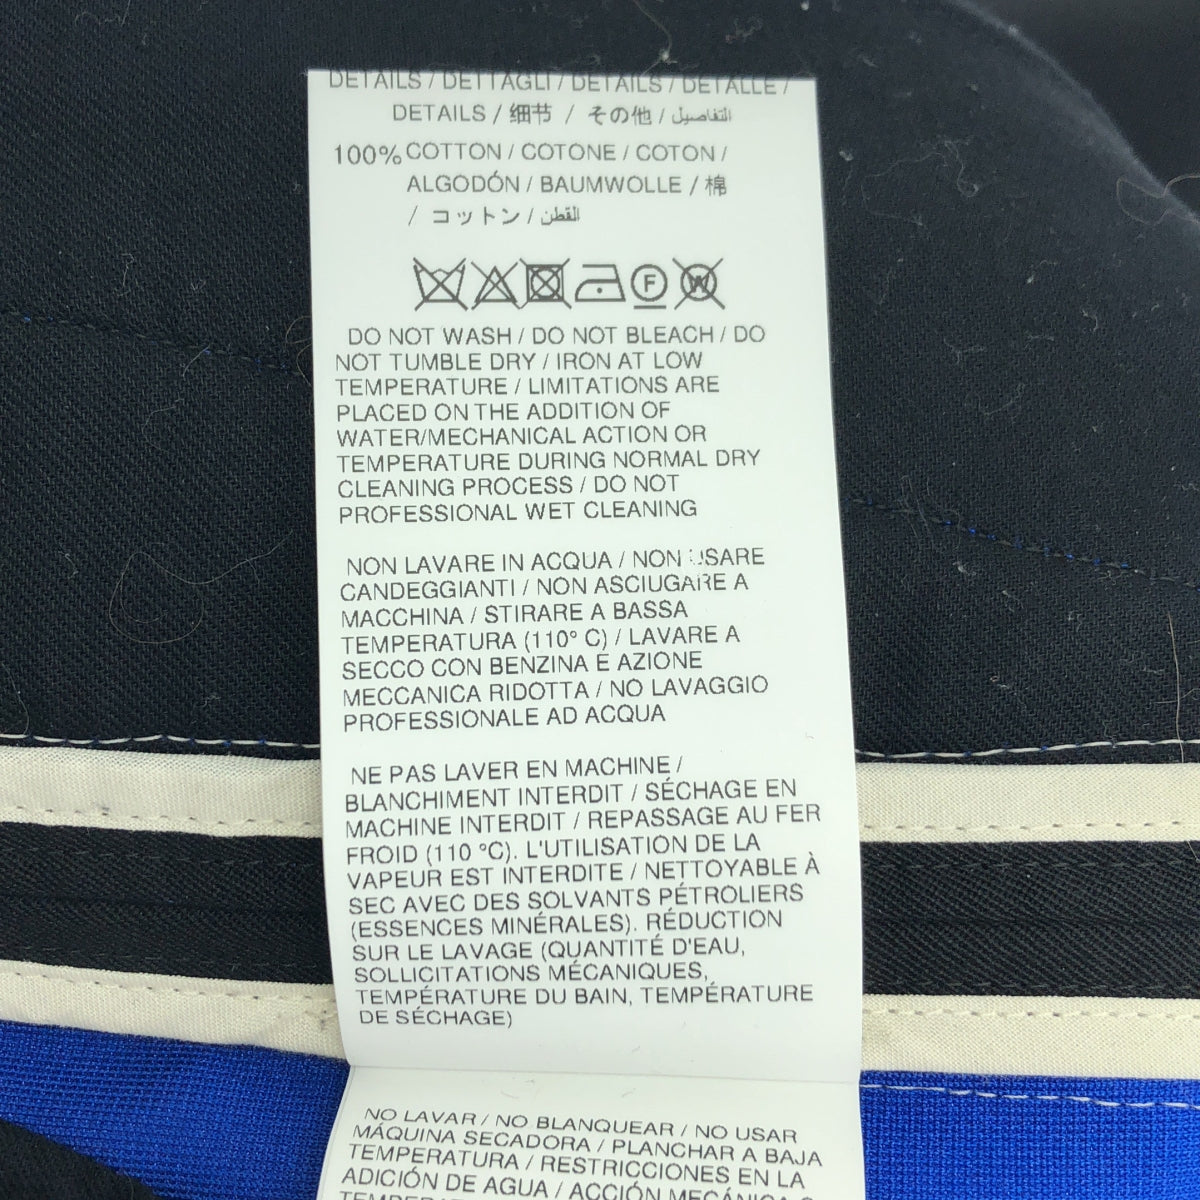 DETAILS / DETTAGLI / DETAILS / DETALLE /
DETAILS / 细节 / その他 / التفاصيل
100% COTTON / COTONE / COTON /
ALGODÓN / BAUMWOLLE / 棉
/ コットン / القطن
F W
DO NOT WASH / DO NOT BLEACH / DO
NOT TUMBLE DRY / IRON AT LOW
TEMPERATURE / LIMITATIONS ARE
PLACED ON THE ADDITION OF
WATER/MECHANICAL ACTION OR
TEMPERATURE DURING NORMAL DRY
CLEANING PROCESS / DO NOT
PROFESSIONAL WET CLEANING
NON LAVARE IN ACQUA / NON USARE
CANDEGGIANTI / NON ASCIUGARE A
MACCHINA / STIRARE A BASSA
TEMPERATURA (110° C) / LAVARE A
SECCO CON BENZINA E AZIONE
MECCANICA RIDOTTA / NO LAVAGGIO
PROFESSIONALE AD ACQUA
NE PAS LAVER EN MACHINE /
BLANCHIMENT INTERDIT / SÉCHAGE EN
MACHINE INTERDIT / REPASSAGE AU FER
FROID (110 °C). L'UTILISATION DE LA
VAPEUR EST INTERDITE / NETTOYABLE À
SEC AVEC DES SOLVANTS PÉTROLIERS
(ESSENCES MINÉRALES). RÉDUCTION
SUR LE LAVAGE (QUANTITÉ D'EAU,
SOLLICITATIONS MÉCANIQUES,
TEMPÉRATURE DU BAIN, TEMPÉRATURE
DE SÉCHAGE)
NO LAVAR / NO BLANQUEAR / NO USAR
MÁQUINA SECADORA / PLANCHAR A BAJA
TEMPERATURA / RESTRICCIONES EN LA
ADICIÓN DE AGUA / ACCIÓN MECÁNICA O